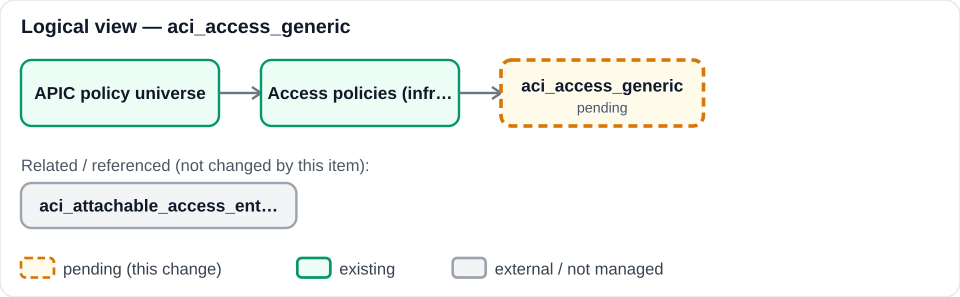 Logical view — aci_access_generic
APIC policy universe
Access policies (infr…
aci_access_generic
pending
Related / referenced (not changed by this item):
aci_attachable_access_ent…
pending (this change)
existing
external / not managed